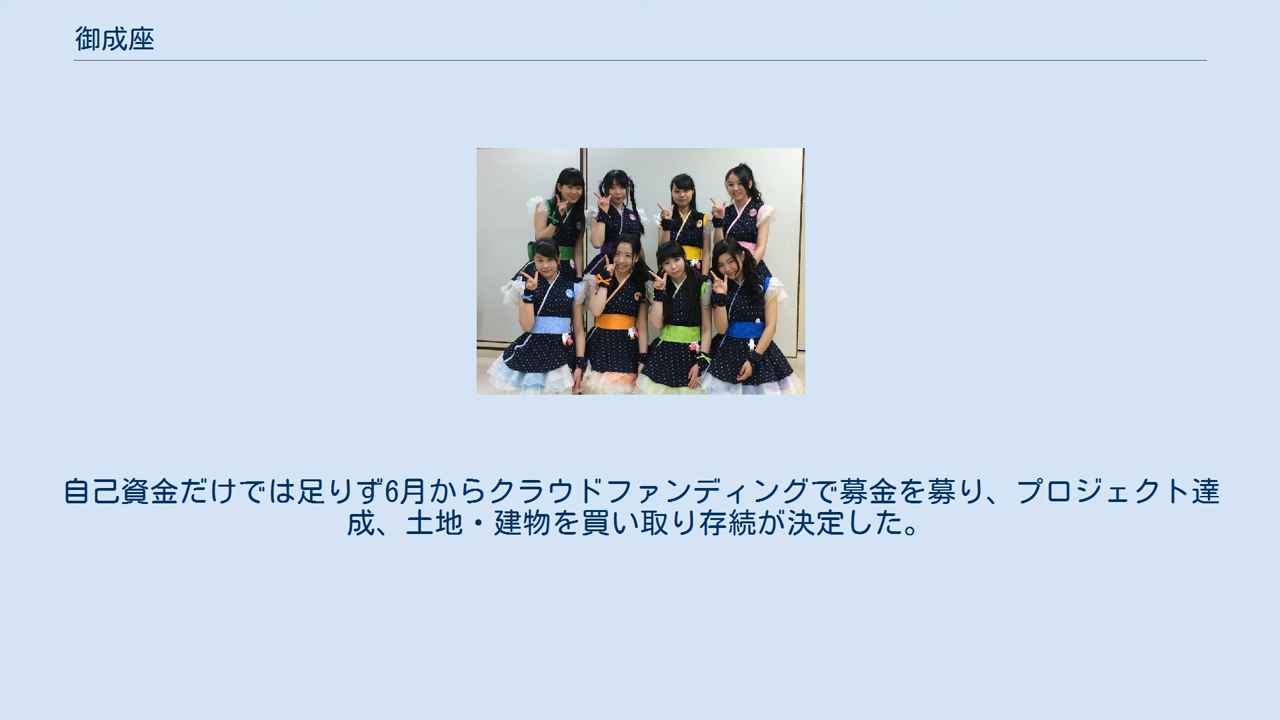 御成座
自己資金だけでは足りず6月からクラウドファンディングで募金を募り、プロジェクト達
成、土地・建物を買い取り存続が決定した。